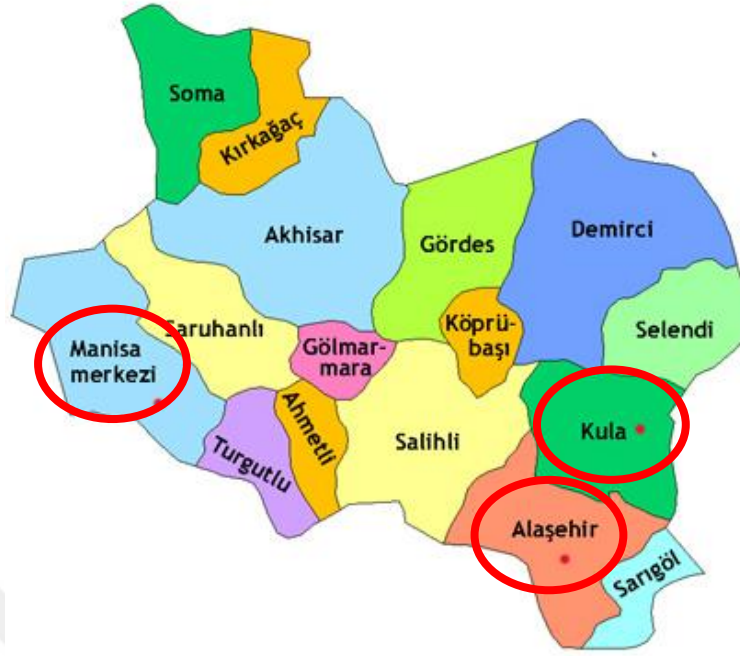 Soma
Kırkağaç
Akhisar
Gördes
Demirci
Saruhanlı
Manisa
merkezi
Gölmar-
mara
Köprü-
başı
Selendi
Turgutlu
Ahmetli
Salihli
Kula
Alaşehir
Sarıgöl